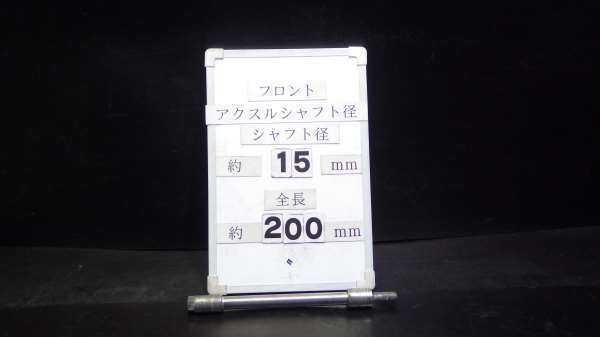 フロント
アクスルシャフト径
シャフト径
約 15 mm
全長
約 200 mm